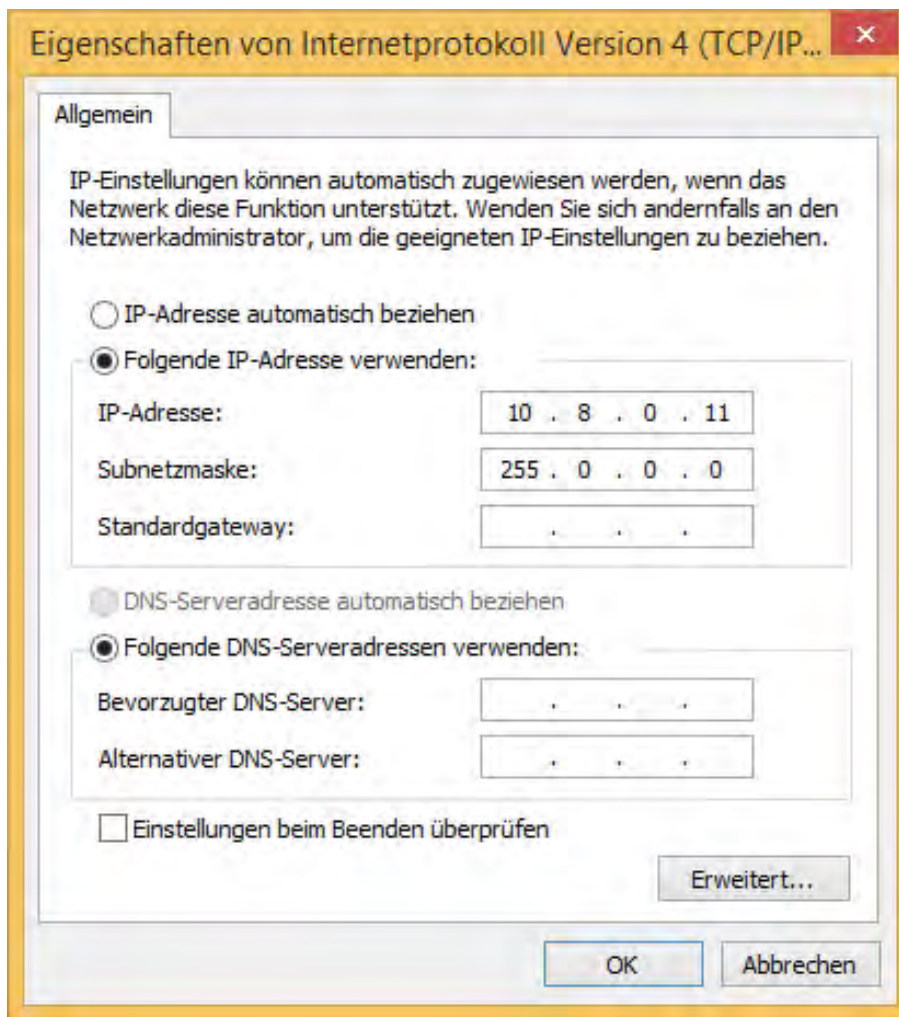 Eigenschaften von Internetprotokoll Version 4 (TCP/IP...
Allgemein
IP-Einstellungen können automatisch zugewiesen werden, wenn das
Netzwerk diese Funktion unterstützt. Wenden Sie sich andernfalls an den
Netzwerkadministrator, um die geeigneten IP-Einstellungen zu beziehen.
IP-Adresse automatisch beziehen
Folgende IP-Adresse verwenden:
IP-Adresse: 10 . 8 . 0 . 11
Subnetzmaske: 255 . 0 . 0 . 0
Standardgateway: . . .
DNS-Serveradresse automatisch beziehen
Folgende DNS-Serveradressen verwenden:
Bevorzugter DNS-Server: . . .
Alternativer DNS-Server: . . .
Einstellungen beim Beenden überprüfen
Erweitert...
OK Abbrechen